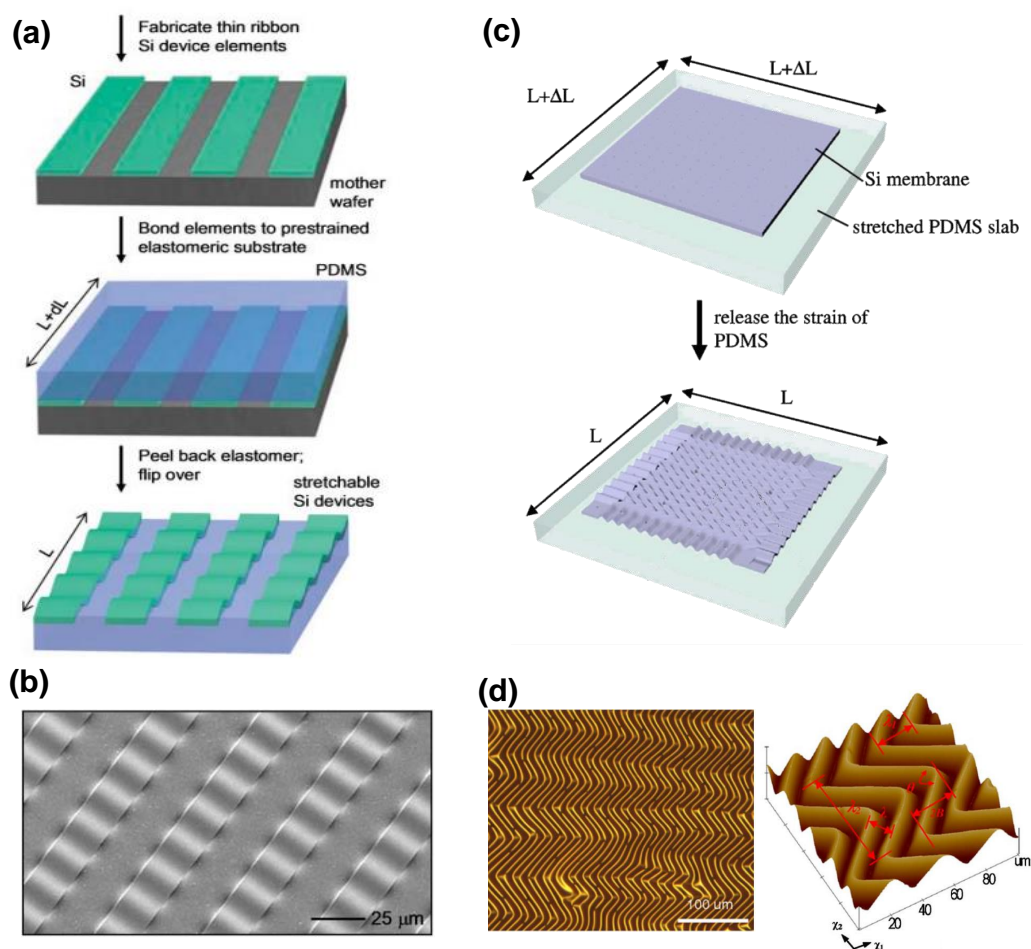 (a)
Fabricate thin ribbon
Si device elements
Si
mother
wafer
Bond elements to prestrained
elastomeric substrate
PDMS
L+dL
Peel back elastomer;
flip over
stretchable
Si devices
L
(b)
25 μm
(c)
L+ΔL
L+ΔL
Si membrane
stretched PDMS slab
release the strain of
PDMS
L
L
(d)
100 um
um
80
60
40
20
χ₂
χ₁